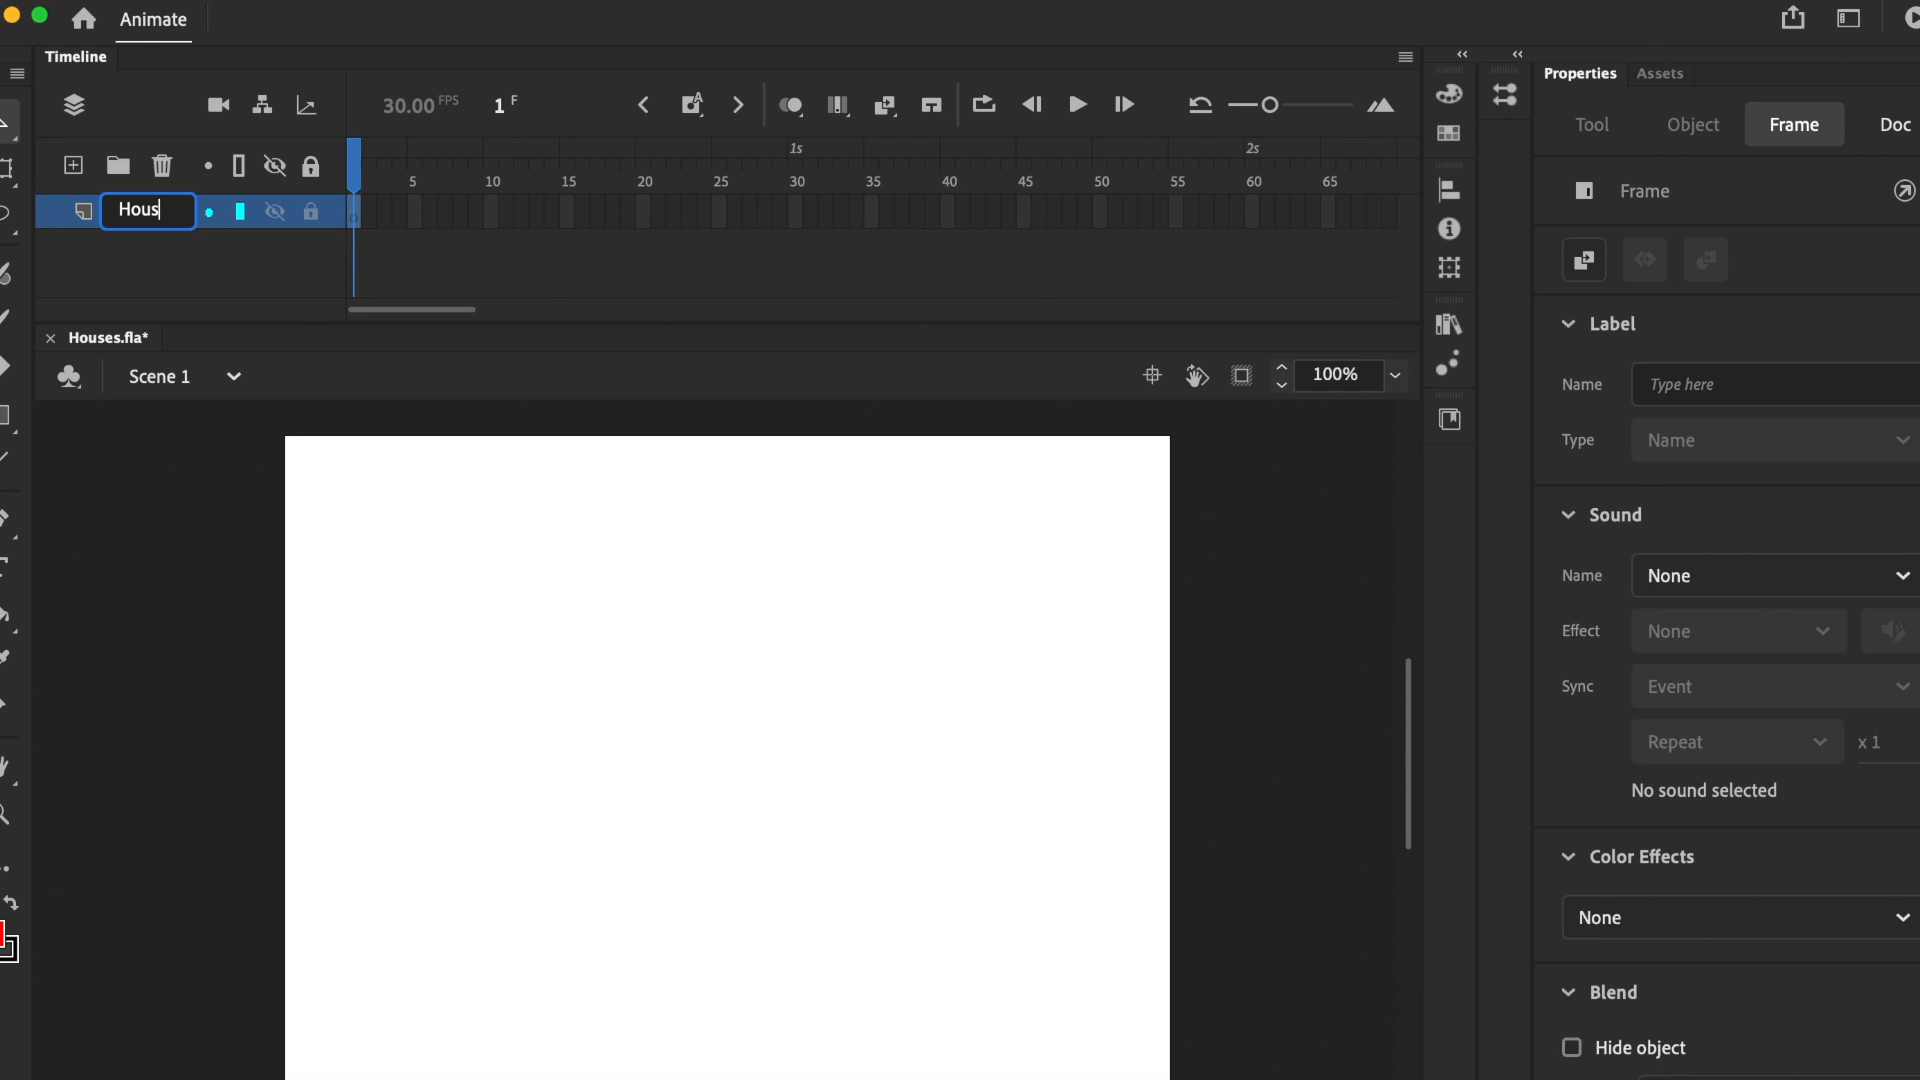 Animate
Timeline
Properties Assets
30.00 FPS 1 F
Tool Object Frame Doc
1s 2s
5 10 15 20 25 30 35 40 45 50 55 60 65
Hous
Frame
Label
Name Type here
Type Name
Houses.fla*
Scene 1
100%
Sound
Name None
Effect None
Sync Event
Repeat x 1
No sound selected
Color Effects
None
Blend
Hide object